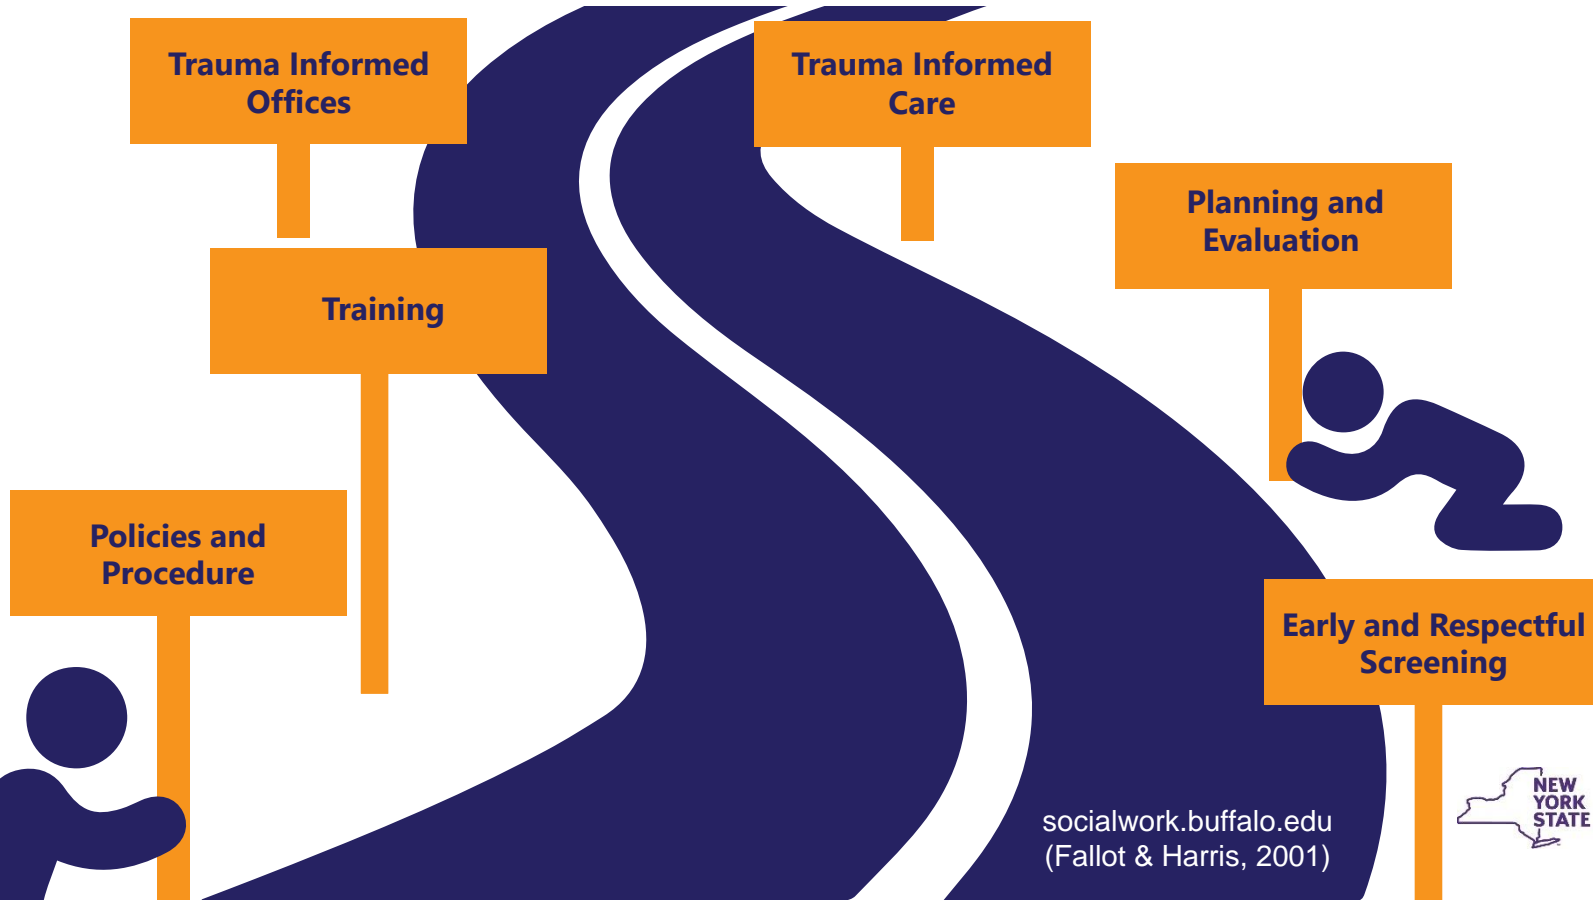 Trauma Informed
Offices
Trauma Informed
Care
Planning and
Evaluation
Training
Policies and
Procedure
Early and Respectful
Screening
socialwork.buffalo.edu
(Fallot & Harris, 2001)
NEW
YORK
STATE